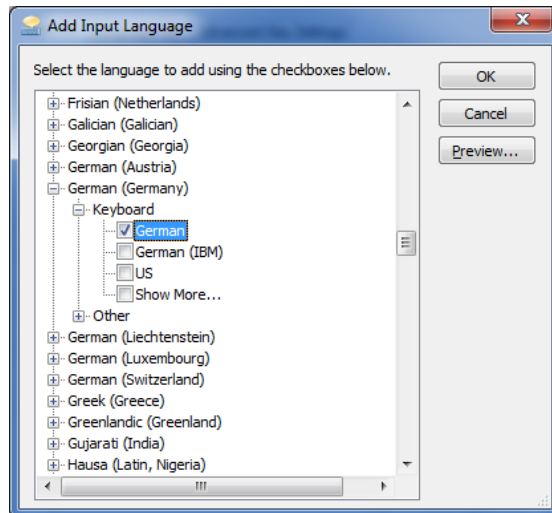 Add Input Language
Select the language to add using the checkboxes below.
OK
Cancel
Preview...
Frisian (Netherlands)
Galician (Galician)
Georgian (Georgia)
German (Austria)
German (Germany)
Keyboard
German
German (IBM)
US
Show More...
Other
German (Liechtenstein)
German (Luxembourg)
German (Switzerland)
Greek (Greece)
Greenlandic (Greenland)
Gujarati (India)
Hausa (Latin, Nigeria)